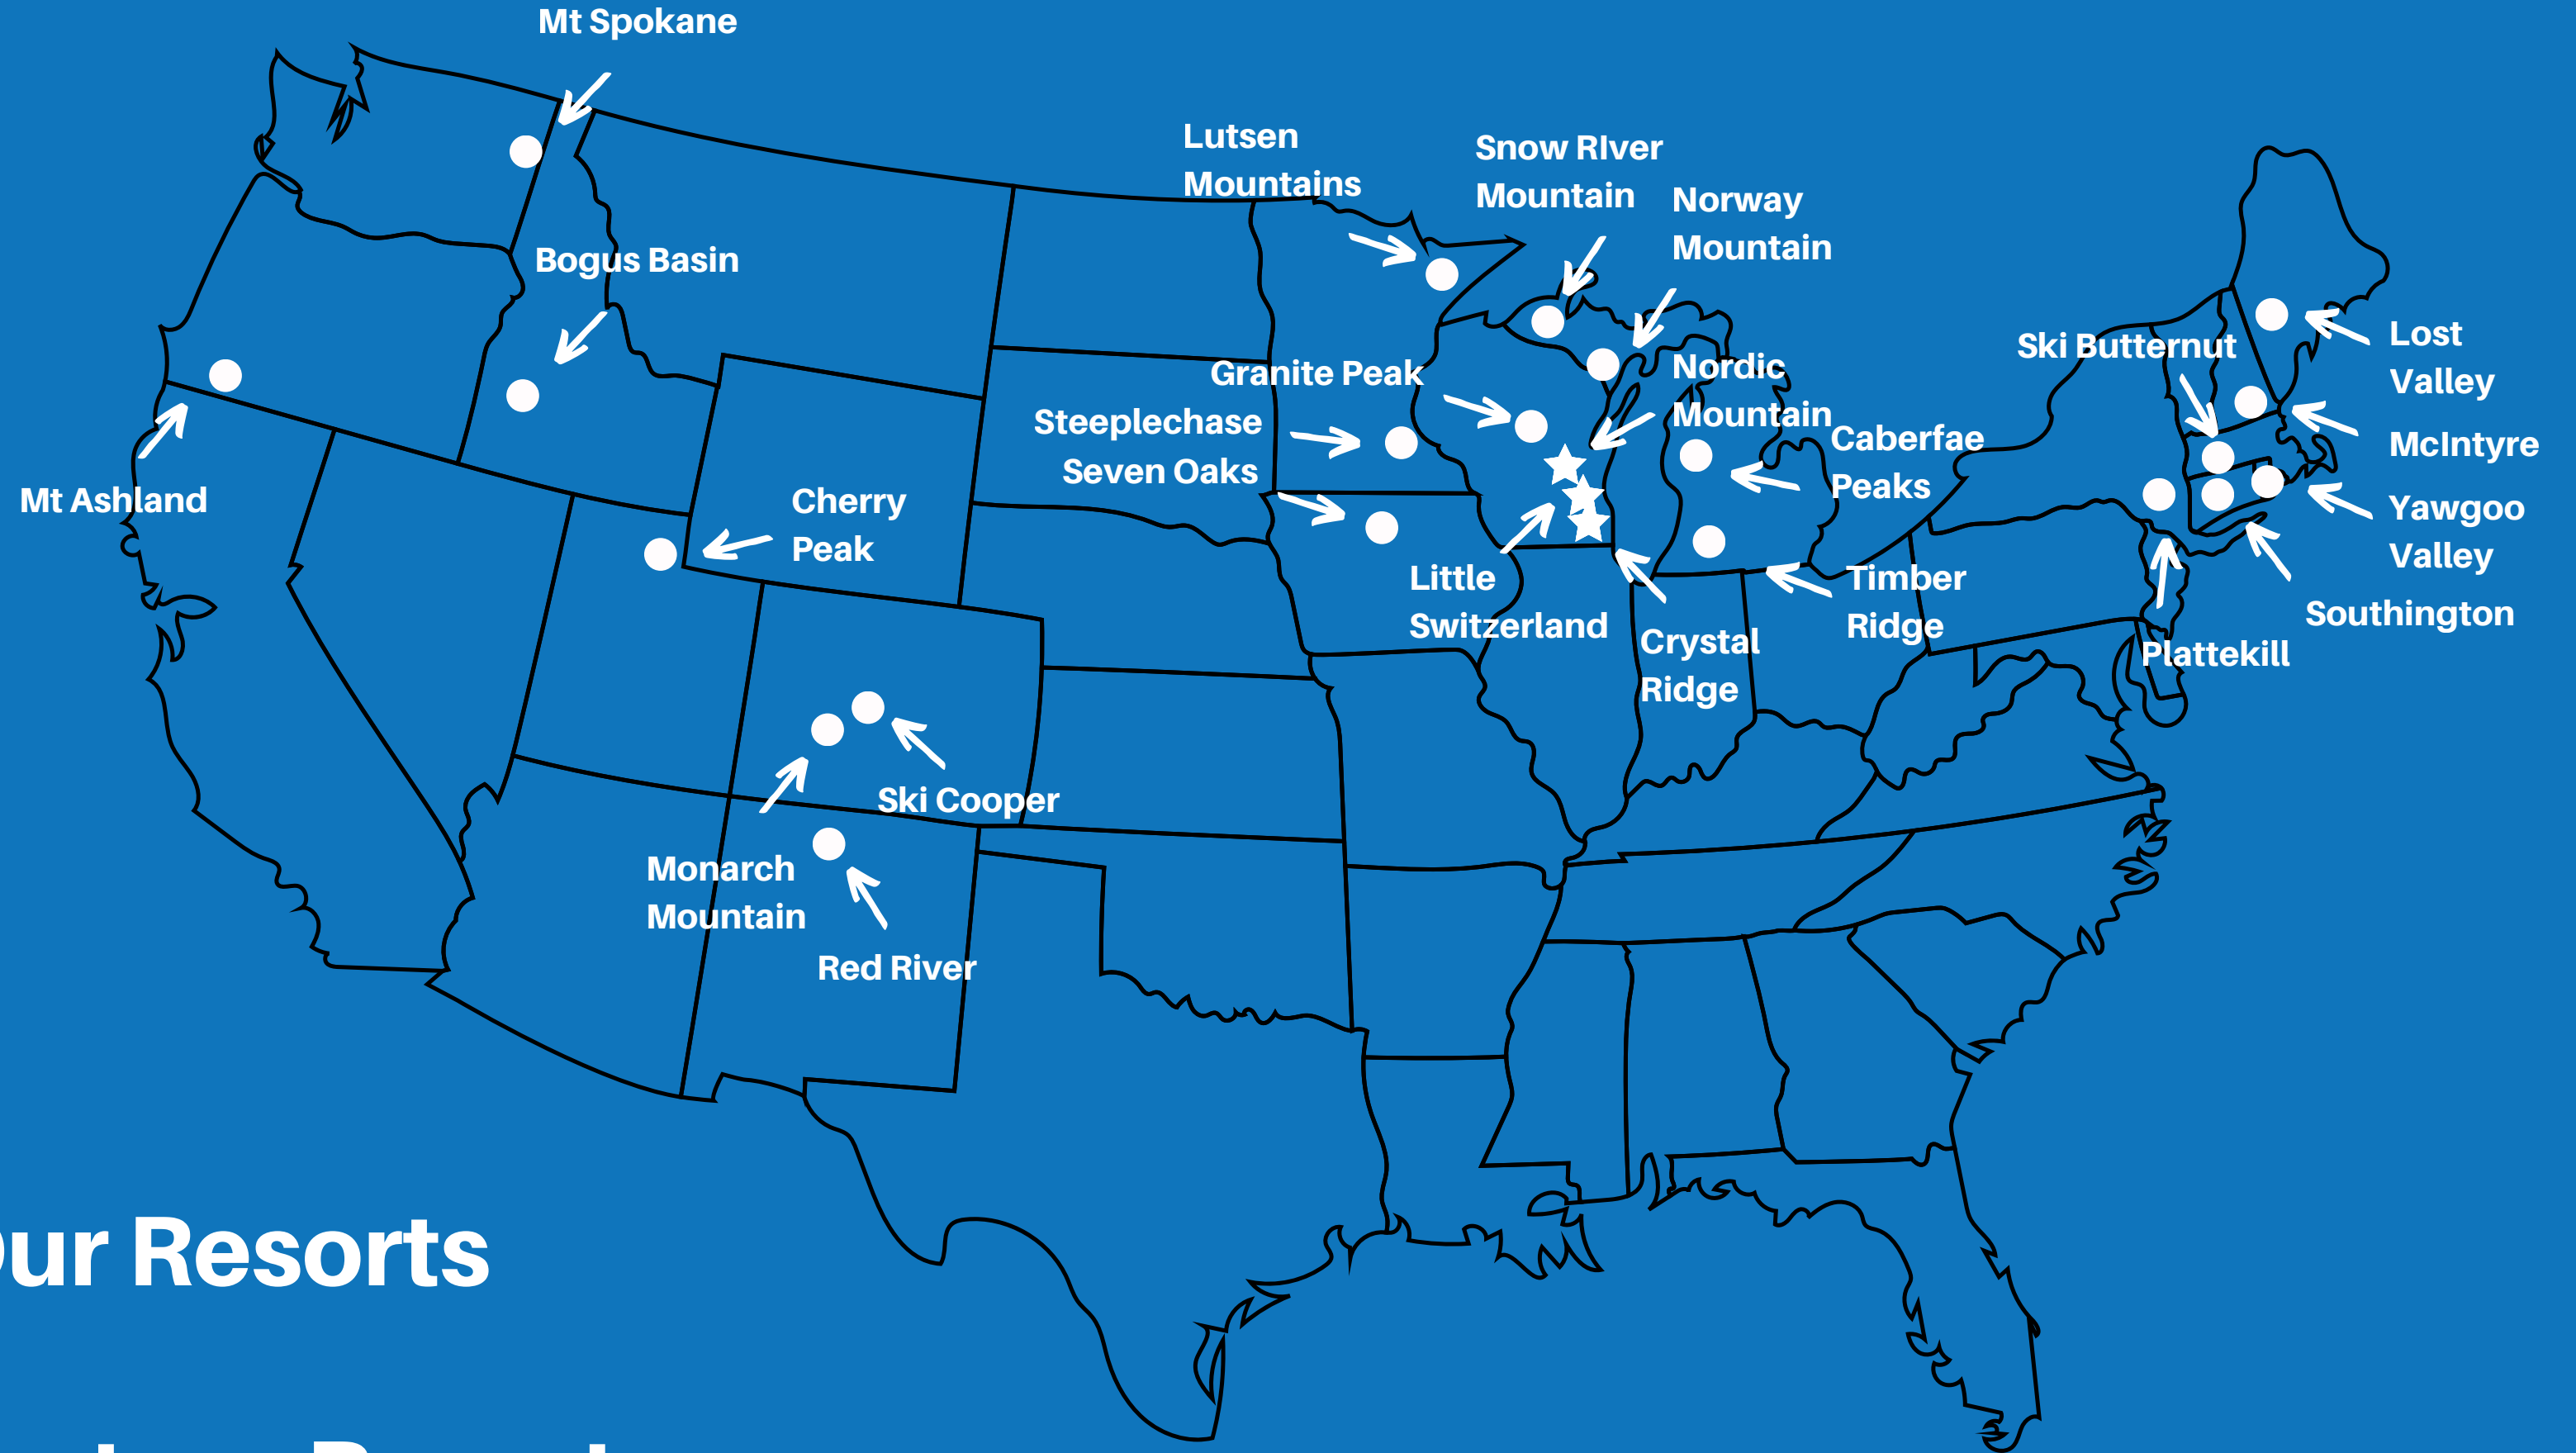 Mt Spokane
Lutsen
Mountains
Snow RIver
Mountain
Norway
Mountain
Bogus Basin
Ski Butternut
Lost
Valley
Granite Peak
Nordic
Mountain
Steeplechase
Seven Oaks
Caberfae
Peaks
McIntyre
Mt Ashland
Cherry
Peak
Yawgoo
Valley
Little
Switzerland
Timber
Ridge
Southington
Crystal
Ridge
Plattekill
Ski Cooper
Monarch
Mountain
Red River
ur Resorts